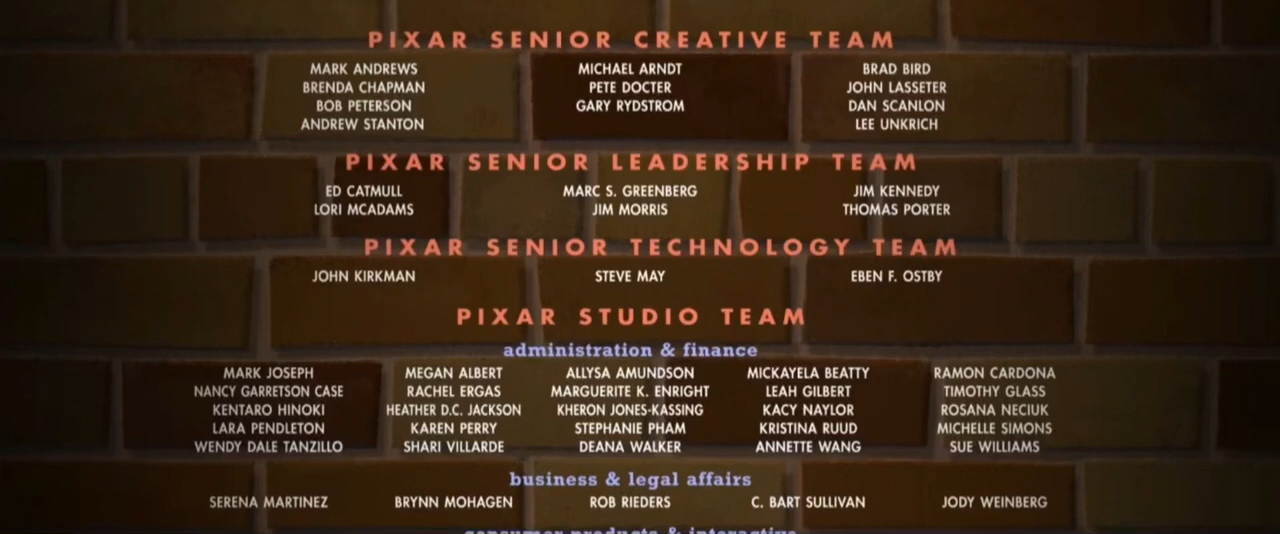 PIXAR SENIOR CREATIVE TEAM
MARK ANDREWS MICHAEL ARNDT BRAD BIRD
BRENDA CHAPMAN PETE DOCTER JOHN LASSETER
BOB PETERSON GARY RYDSTROM DAN SCANLON
ANDREW STANTON LEE UNKRICH
PIXAR SENIOR LEADERSHIP TEAM
ED CATMULL MARC S. GREENBERG JIM KENNEDY
LORI MCADAMS JIM MORRIS THOMAS PORTER
PIXAR SENIOR TECHNOLOGY TEAM
JOHN KIRKMAN STEVE MAY EBEN F. OSTBY
PIXAR STUDIO TEAM
administration & finance
MARK JOSEPH MEGAN ALBERT ALLYSA AMUNDSON MICKAYELA BEATTY RAMON CARDONA
NANCY GARRETSON CASE RACHEL ERGAS MARGUERITE K. ENRIGHT LEAH GILBERT TIMOTHY GLASS
KENTARO HINOKI HEATHER D.C. JACKSON KHERON JONES-KASSING KACY NAYLOR ROSANA NECIUK
LARA PENDLETON KAREN PERRY STEPHANIE PHAM KRISTINA RUUD MICHELLE SIMONS
WENDY DALE TANZILLO SHARI VILLARDE DEANA WALKER ANNETTE WANG SUE WILLIAMS
business & legal affairs
SERENA MARTINEZ BRYNN MOHAGEN ROB RIEDERS C. BART SULLIVAN JODY WEINBERG
consumer products & interactive